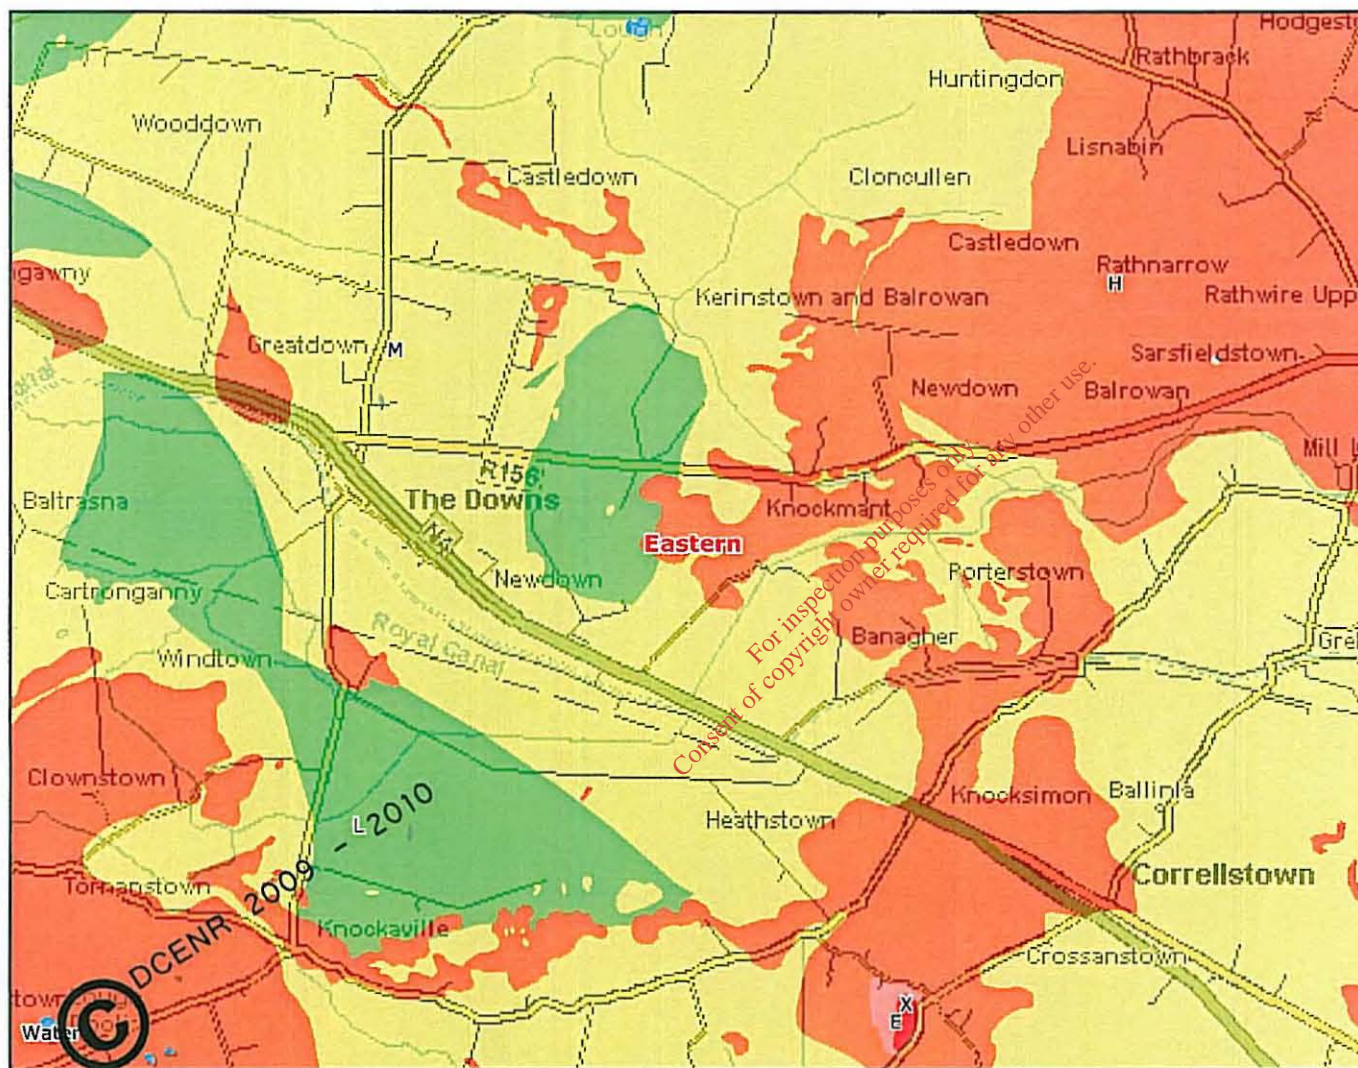 Lough
Hodgest
Rathbrack
Huntingdon
Wooddown
Lisnabin
Castledown
Cloncullen
Castledown
gawny
Rathnarrow
H
Kerinstown and Balrowan
Rathwire Upp
Greatdown
M
Sarsfieldstown
Newdown
Balrowan
R156
Mill L
Baltrasna
The Downs
Knockmant
N4
Eastern
Newdown
Porterstown
Cartronganny
Royal Canal
Banagher
Windtown
Grel
For inspection purposes only.
Consent of copyright owner required for any other use.
Clownstown
Knocksimon
Ballinla
L
Heathstown
Tormanstown
Correllstown
Knockaville
© DCENR 2009 - 2010
Crossanstown
town
X
E
Water